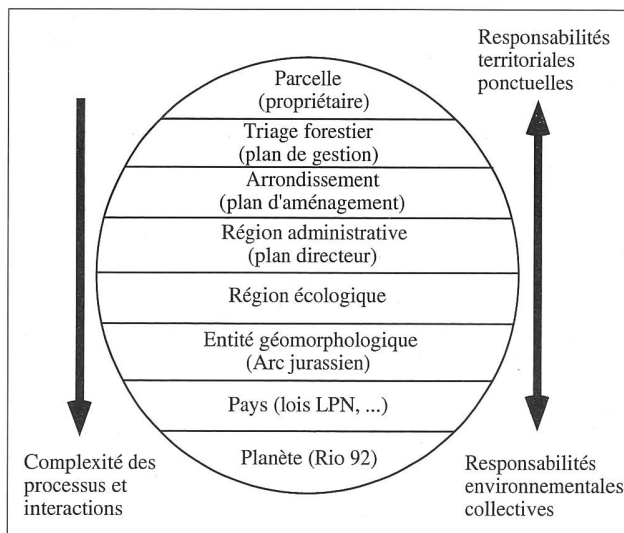 Responsabilités
territoriales
ponctuelles
Parcelle
(propriétaire)
Triage forestier
(plan de gestion)
Arrondissement
(plan d'aménagement)
Région administrative
(plan directeur)
Région écologique
Entité géomorphologique
(Arc jurassien)
Pays (lois LPN, ...)
Planète (Rio 92)
Complexité des
processus et
interactions
Responsabilités
environnementales
collectives